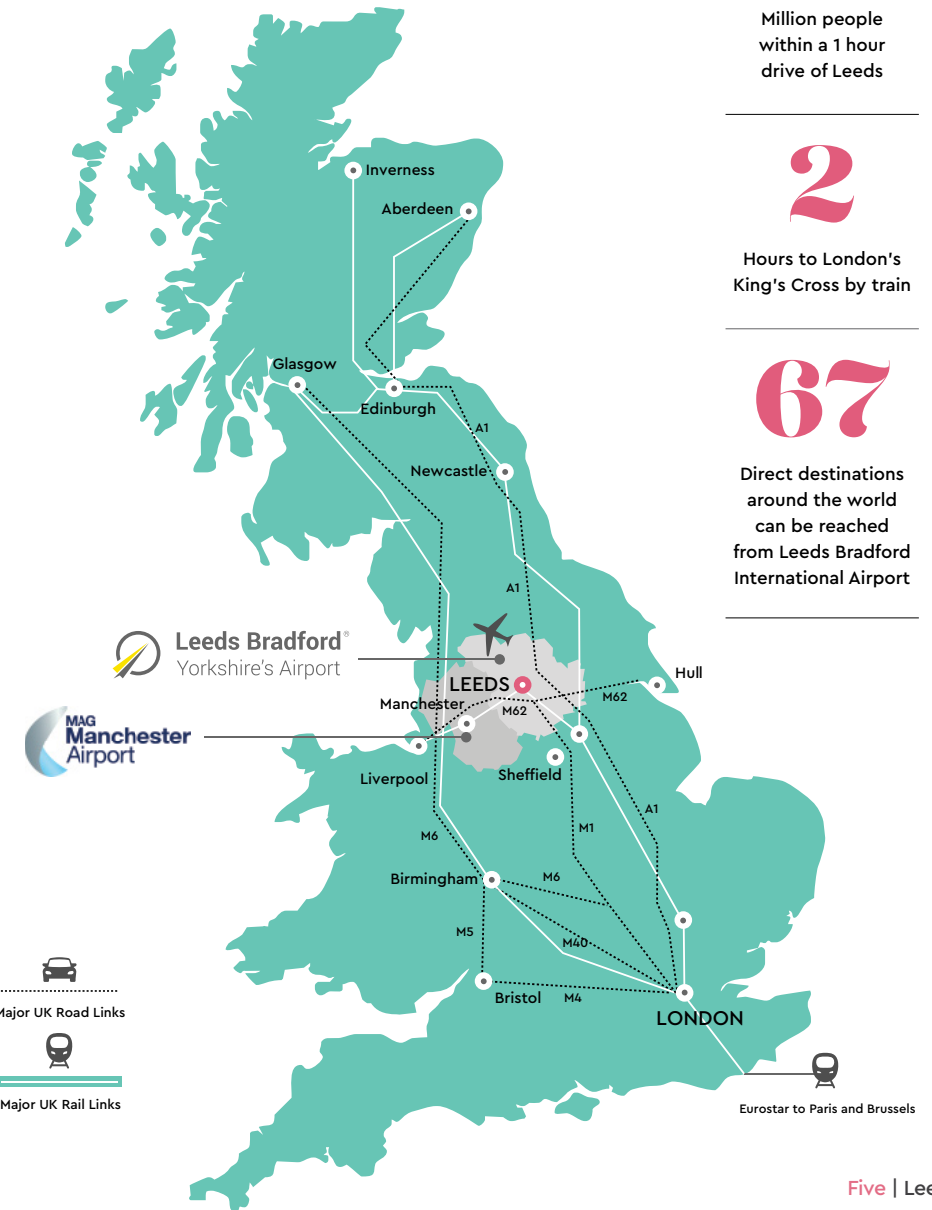 Million people
within a 1 hour
drive of Leeds
2
Hours to London's
King's Cross by train
67
Direct destinations
around the world
can be reached
from Leeds Bradford
International Airport
Inverness
Aberdeen
Glasgow
Edinburgh
A1
Newcastle
A1
Leeds Bradford®
Yorkshire's Airport
LEEDS
Hull
Manchester
M62
M62
MAG
Manchester
Airport
Liverpool
Sheffield
A1
M6
M1
Birmingham
M6
M5
M40
Bristol
M4
LONDON
Major UK Road Links
Major UK Rail Links
Eurostar to Paris and Brussels
Five | Lee